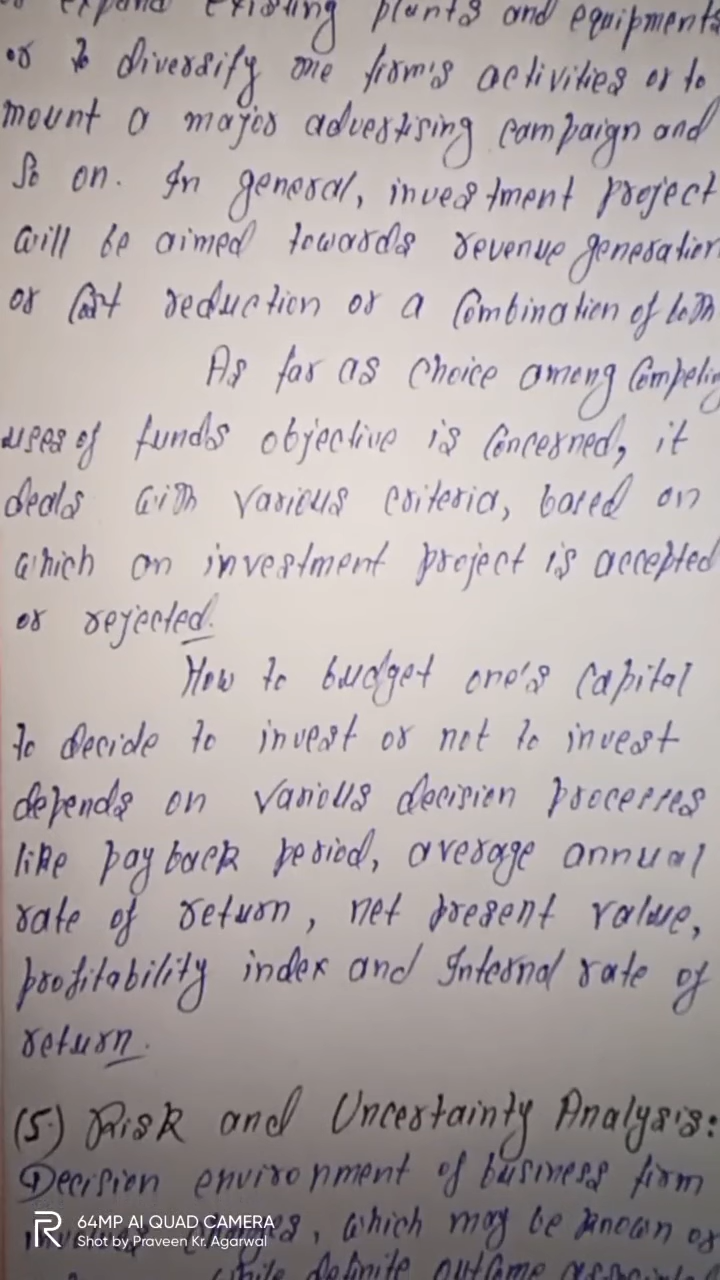 expand existing plants and equipments
or to diversify one firm's activities or to
mount a major advertising campaign and
so on. In general, investment project
will be aimed towards revenue generation
or Cost reduction or a Combination of both
As far as choice among Competing
uses of funds objective is Concerned, it
deals with various criteria, based on
which an investment project is accepted
or rejected.
How to budget one's Capital
to decide to invest or not to invest
depends on various decision processes
like pay back period, average annual
rate of return, net present value,
profitability index and Internal rate of
return.
(5.) Risk and Uncertainty Analysis:
Decision environment of business firm
which may be known or
while definite outcome
64MP AI QUAD CAMERA
Shot by Praveen Kr. Agarwal